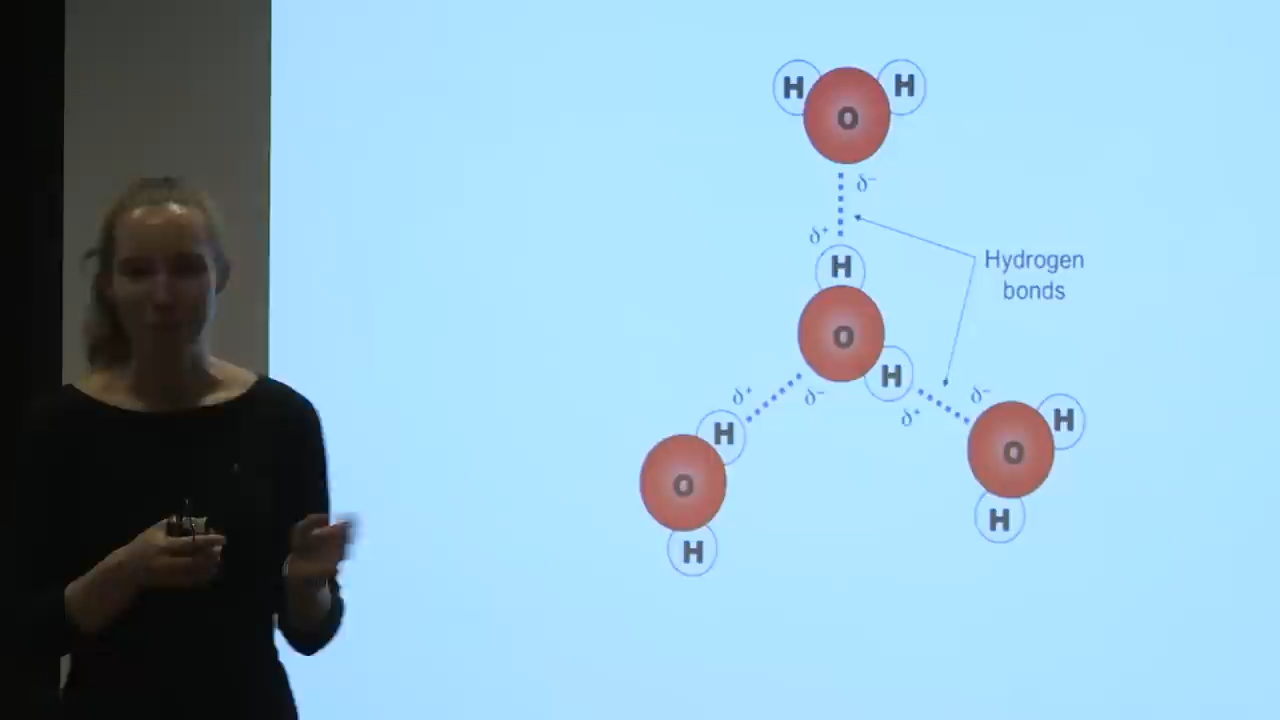 H O H
δ⁻
δ⁺
H
Hydrogen
bonds
O
H
δ⁺ δ⁻
δ⁺ δ⁻
H
O
H
O H
H